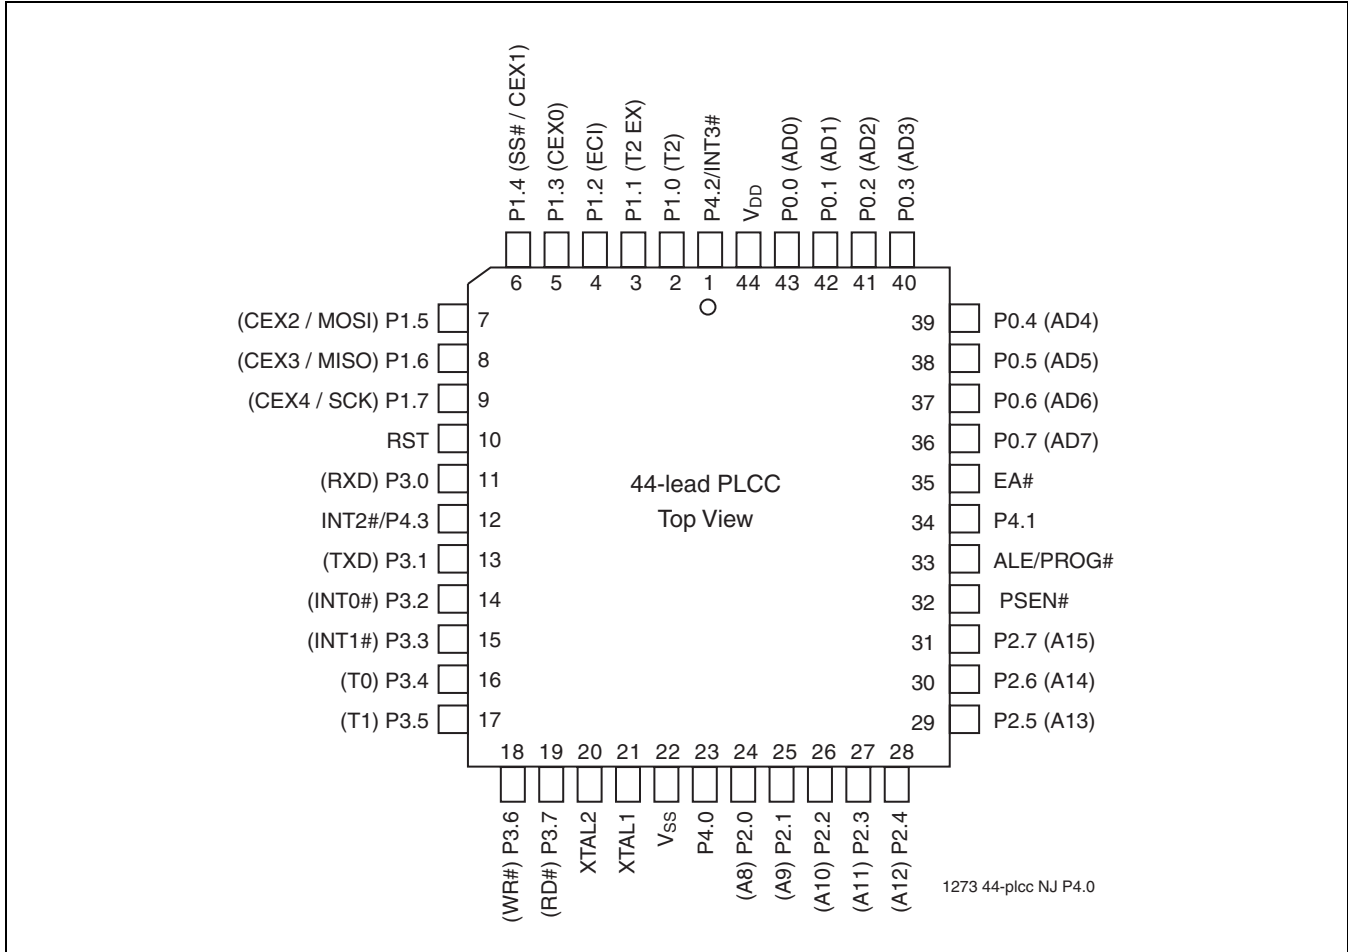 P1.4 (SS# / CEX1)
P1.3 (CEX0)
P1.2 (ECI)
P1.1 (T2 EX)
P1.0 (T2)
P4.2/INT3#
VDD
P0.0 (AD0)
P0.1 (AD1)
P0.2 (AD2)
P0.3 (AD3)
6 5 4 3 2 1 44 43 42 41 40
(CEX2 / MOSI) P1.5 7
(CEX3 / MISO) P1.6 8
(CEX4 / SCK) P1.7 9
RST 10
(RXD) P3.0 11
INT2#/P4.3 12
(TXD) P3.1 13
(INT0#) P3.2 14
(INT1#) P3.3 15
(T0) P3.4 16
(T1) P3.5 17
44-lead PLCC
Top View
39 P0.4 (AD4)
38 P0.5 (AD5)
37 P0.6 (AD6)
36 P0.7 (AD7)
35 EA#
34 P4.1
33 ALE/PROG#
32 PSEN#
31 P2.7 (A15)
30 P2.6 (A14)
29 P2.5 (A13)
18 19 20 21 22 23 24 25 26 27 28
(WR#) P3.6
(RD#) P3.7
XTAL2
XTAL1
VSS
P4.0
(A8) P2.0
(A9) P2.1
(A10) P2.2
(A11) P2.3
(A12) P2.4
1273 44-plcc NJ P4.0